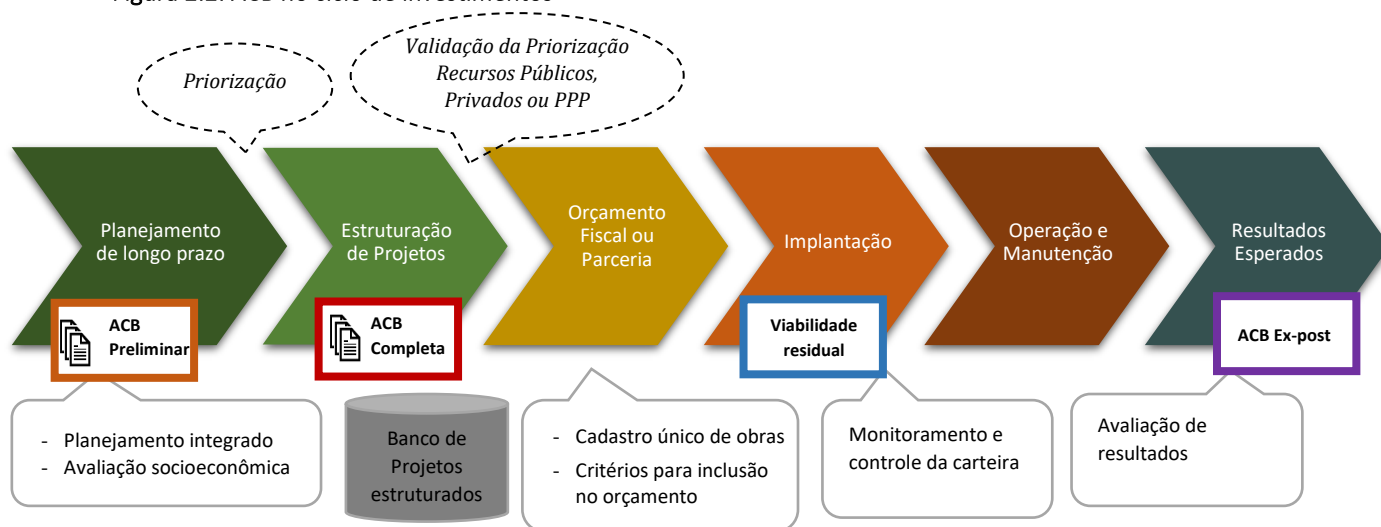 Priorização
Validação da Priorização
Recursos Públicos,
Privados ou PPP
Planejamento
de longo prazo
Estruturação
de Projetos
Orçamento
Fiscal ou
Parceria
Implantação
Operação e
Manutenção
Resultados
Esperados
ACB
Preliminar
ACB
Completa
Viabilidade
residual
ACB Ex-post
- Planejamento integrado
- Avaliação socioeconômica
Banco de
Projetos
estruturados
- Cadastro único de obras
- Critérios para inclusão
no orçamento
Monitoramento e
controle da carteira
Avaliação de
resultados